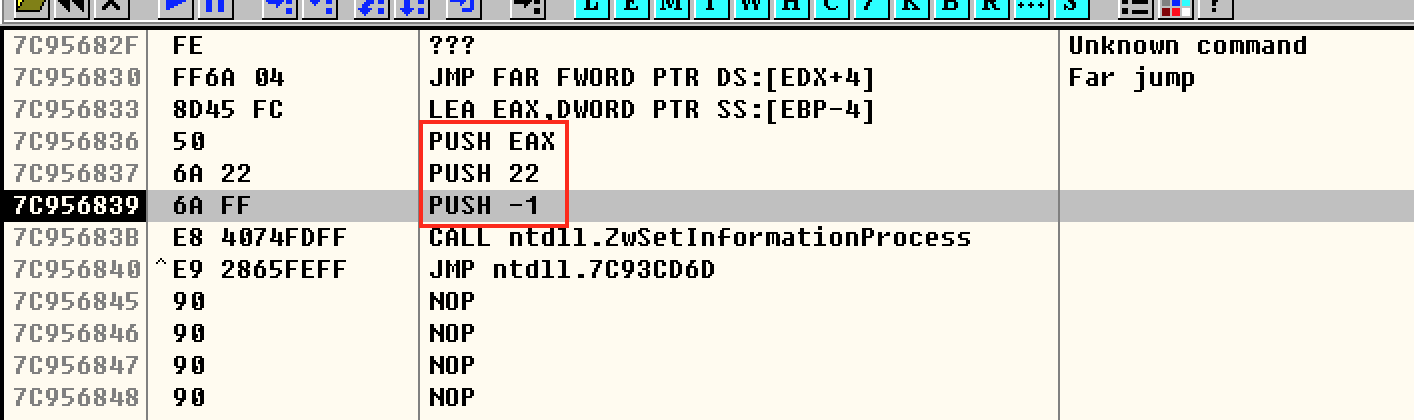 L E M T W H C / K B R ... S ?
7C95682F FE ??? Unknown command
7C956830 FF6A 04 JMP FAR FWORD PTR DS:[EDX+4] Far jump
7C956833 8D45 FC LEA EAX,DWORD PTR SS:[EBP-4]
7C956836 50 PUSH EAX
7C956837 6A 22 PUSH 22
7C956839 6A FF PUSH -1
7C95683B E8 4074FDFF CALL ntdll.ZwSetInformationProcess
7C956840 ^E9 2865FEFF JMP ntdll.7C93CD6D
7C956845 90 NOP
7C956846 90 NOP
7C956847 90 NOP
7C956848 90 NOP